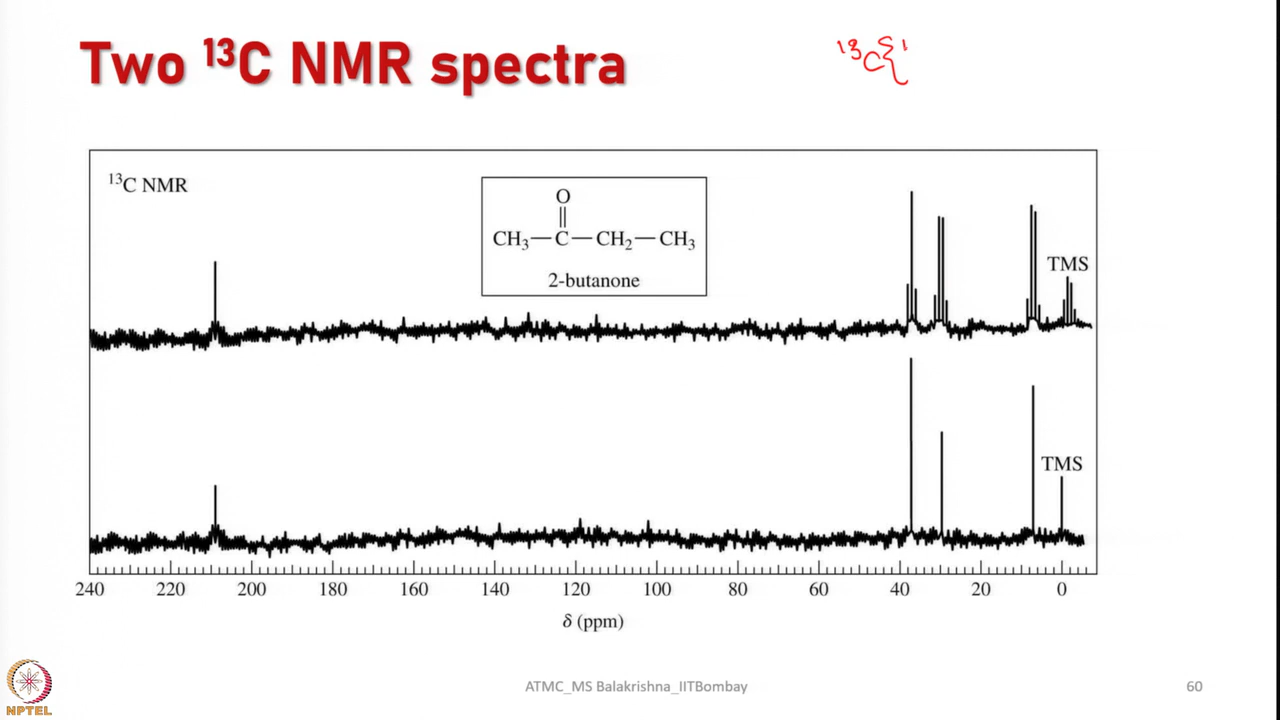 Two ¹³C NMR spectra
¹³C{¹
¹³C NMR
O
CH₃—C—CH₂—CH₃
2-butanone
TMS
TMS
240 220 200 180 160 140 120 100 80 60 40 20 0
δ (ppm)
NPTEL
ATMC_MS Balakrishna_IITBombay
60